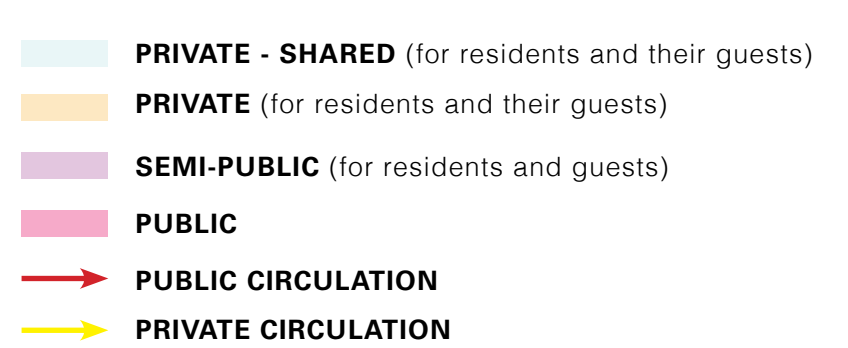 PRIVATE - SHARED (for residents and their guests)
PRIVATE (for residents and their guests)
SEMI-PUBLIC (for residents and guests)
PUBLIC
PUBLIC CIRCULATION
PRIVATE CIRCULATION